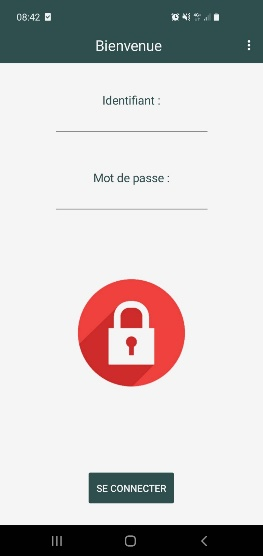 08:42
Bienvenue
Identifiant :
Mot de passe :
SE CONNECTER